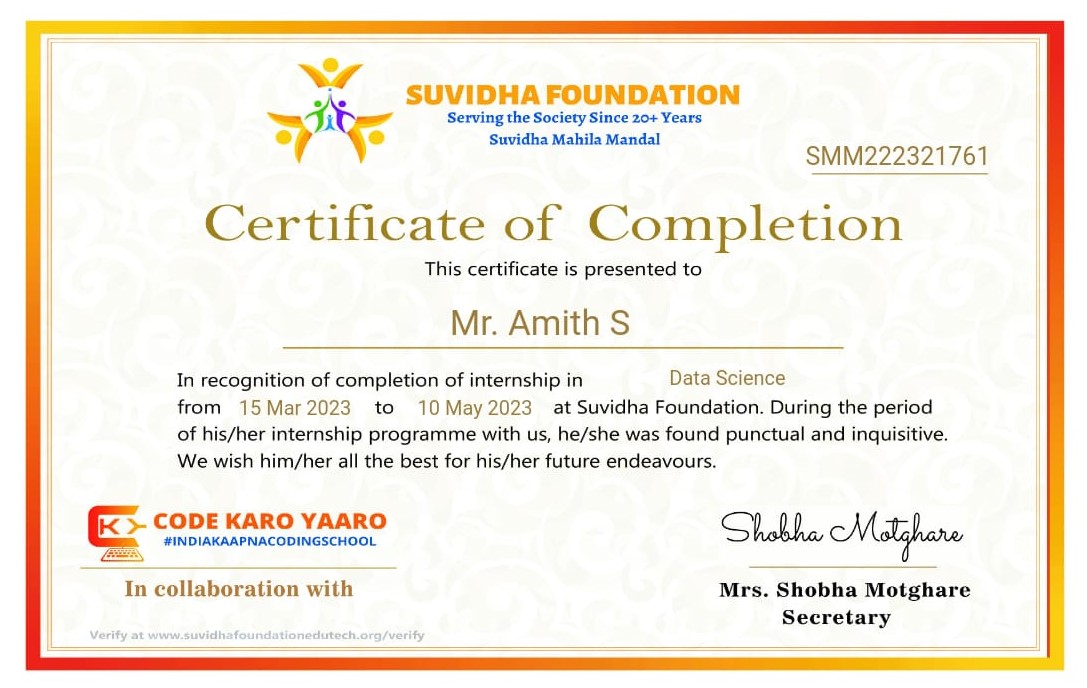 SUVIDHA FOUNDATION
Serving the Society Since 20+ Years
Suvidha Mahila Mandal
SMM222321761
Certificate of Completion
This certificate is presented to
Mr. Amith S
In recognition of completion of internship in Data Science
from 15 Mar 2023 to 10 May 2023 at Suvidha Foundation. During the period
of his/her internship programme with us, he/she was found punctual and inquisitive.
We wish him/her all the best for his/her future endeavours.
CK
CODE KARO YAARO
#INDIAKAAPNACODINGSCHOOL
In collaboration with
Shobha Motghare
Mrs. Shobha Motghare
Secretary
Verify at www.suvidhafoundationedutech.org/verify